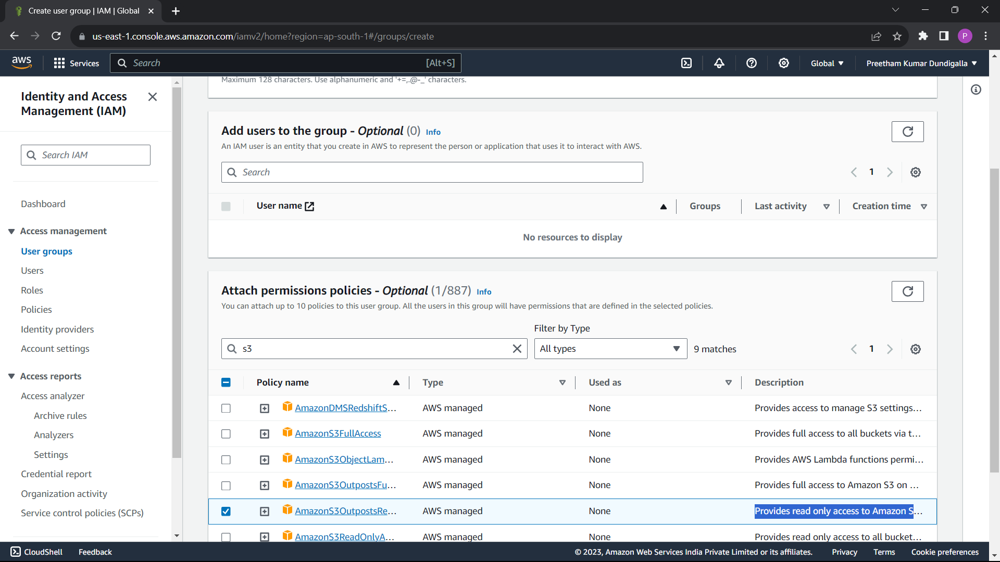 Create user group | IAM | Global
us-east-1.console.aws.amazon.com/iamv2/home?region=ap-south-1#/groups/create
P
aws
Services
Search
[Alt+S]
Global
Preetham Kumar Dundigalla
Identity and Access
Management (IAM)
Search IAM
Dashboard
Access management
User groups
Users
Roles
Policies
Identity providers
Account settings
Access reports
Access analyzer
Archive rules
Analyzers
Settings
Credential report
Organization activity
Service control policies (SCPs)
Maximum 128 characters. Use alphanumeric and '+=,.@-_' characters.
Add users to the group - Optional (0) Info
An IAM user is an entity that you create in AWS to represent the person or application that uses it to interact with AWS.
Search
1
User name
Groups
Last activity
Creation time
No resources to display
Attach permissions policies - Optional (1/887) Info
You can attach up to 10 policies to this user group. All the users in this group will have permissions that are defined in the selected policies.
Filter by Type
s3
All types
9 matches
1
Policy name
Type
Used as
Description
AmazonDMSRedshiftS... AWS managed None Provides access to manage S3 settings...
AmazonS3FullAccess AWS managed None Provides full access to all buckets via t...
AmazonS3ObjectLam... AWS managed None Provides AWS Lambda functions permi...
AmazonS3OutpostsFu... AWS managed None Provides full access to Amazon S3 on ...
AmazonS3OutpostsRe... AWS managed None Provides read only access to Amazon S...
AmazonS3ReadOnlyA... AWS managed None Provides read only access to all bucket...
CloudShell
Feedback
© 2023, Amazon Web Services India Private Limited or its affiliates.
Privacy
Terms
Cookie preferences